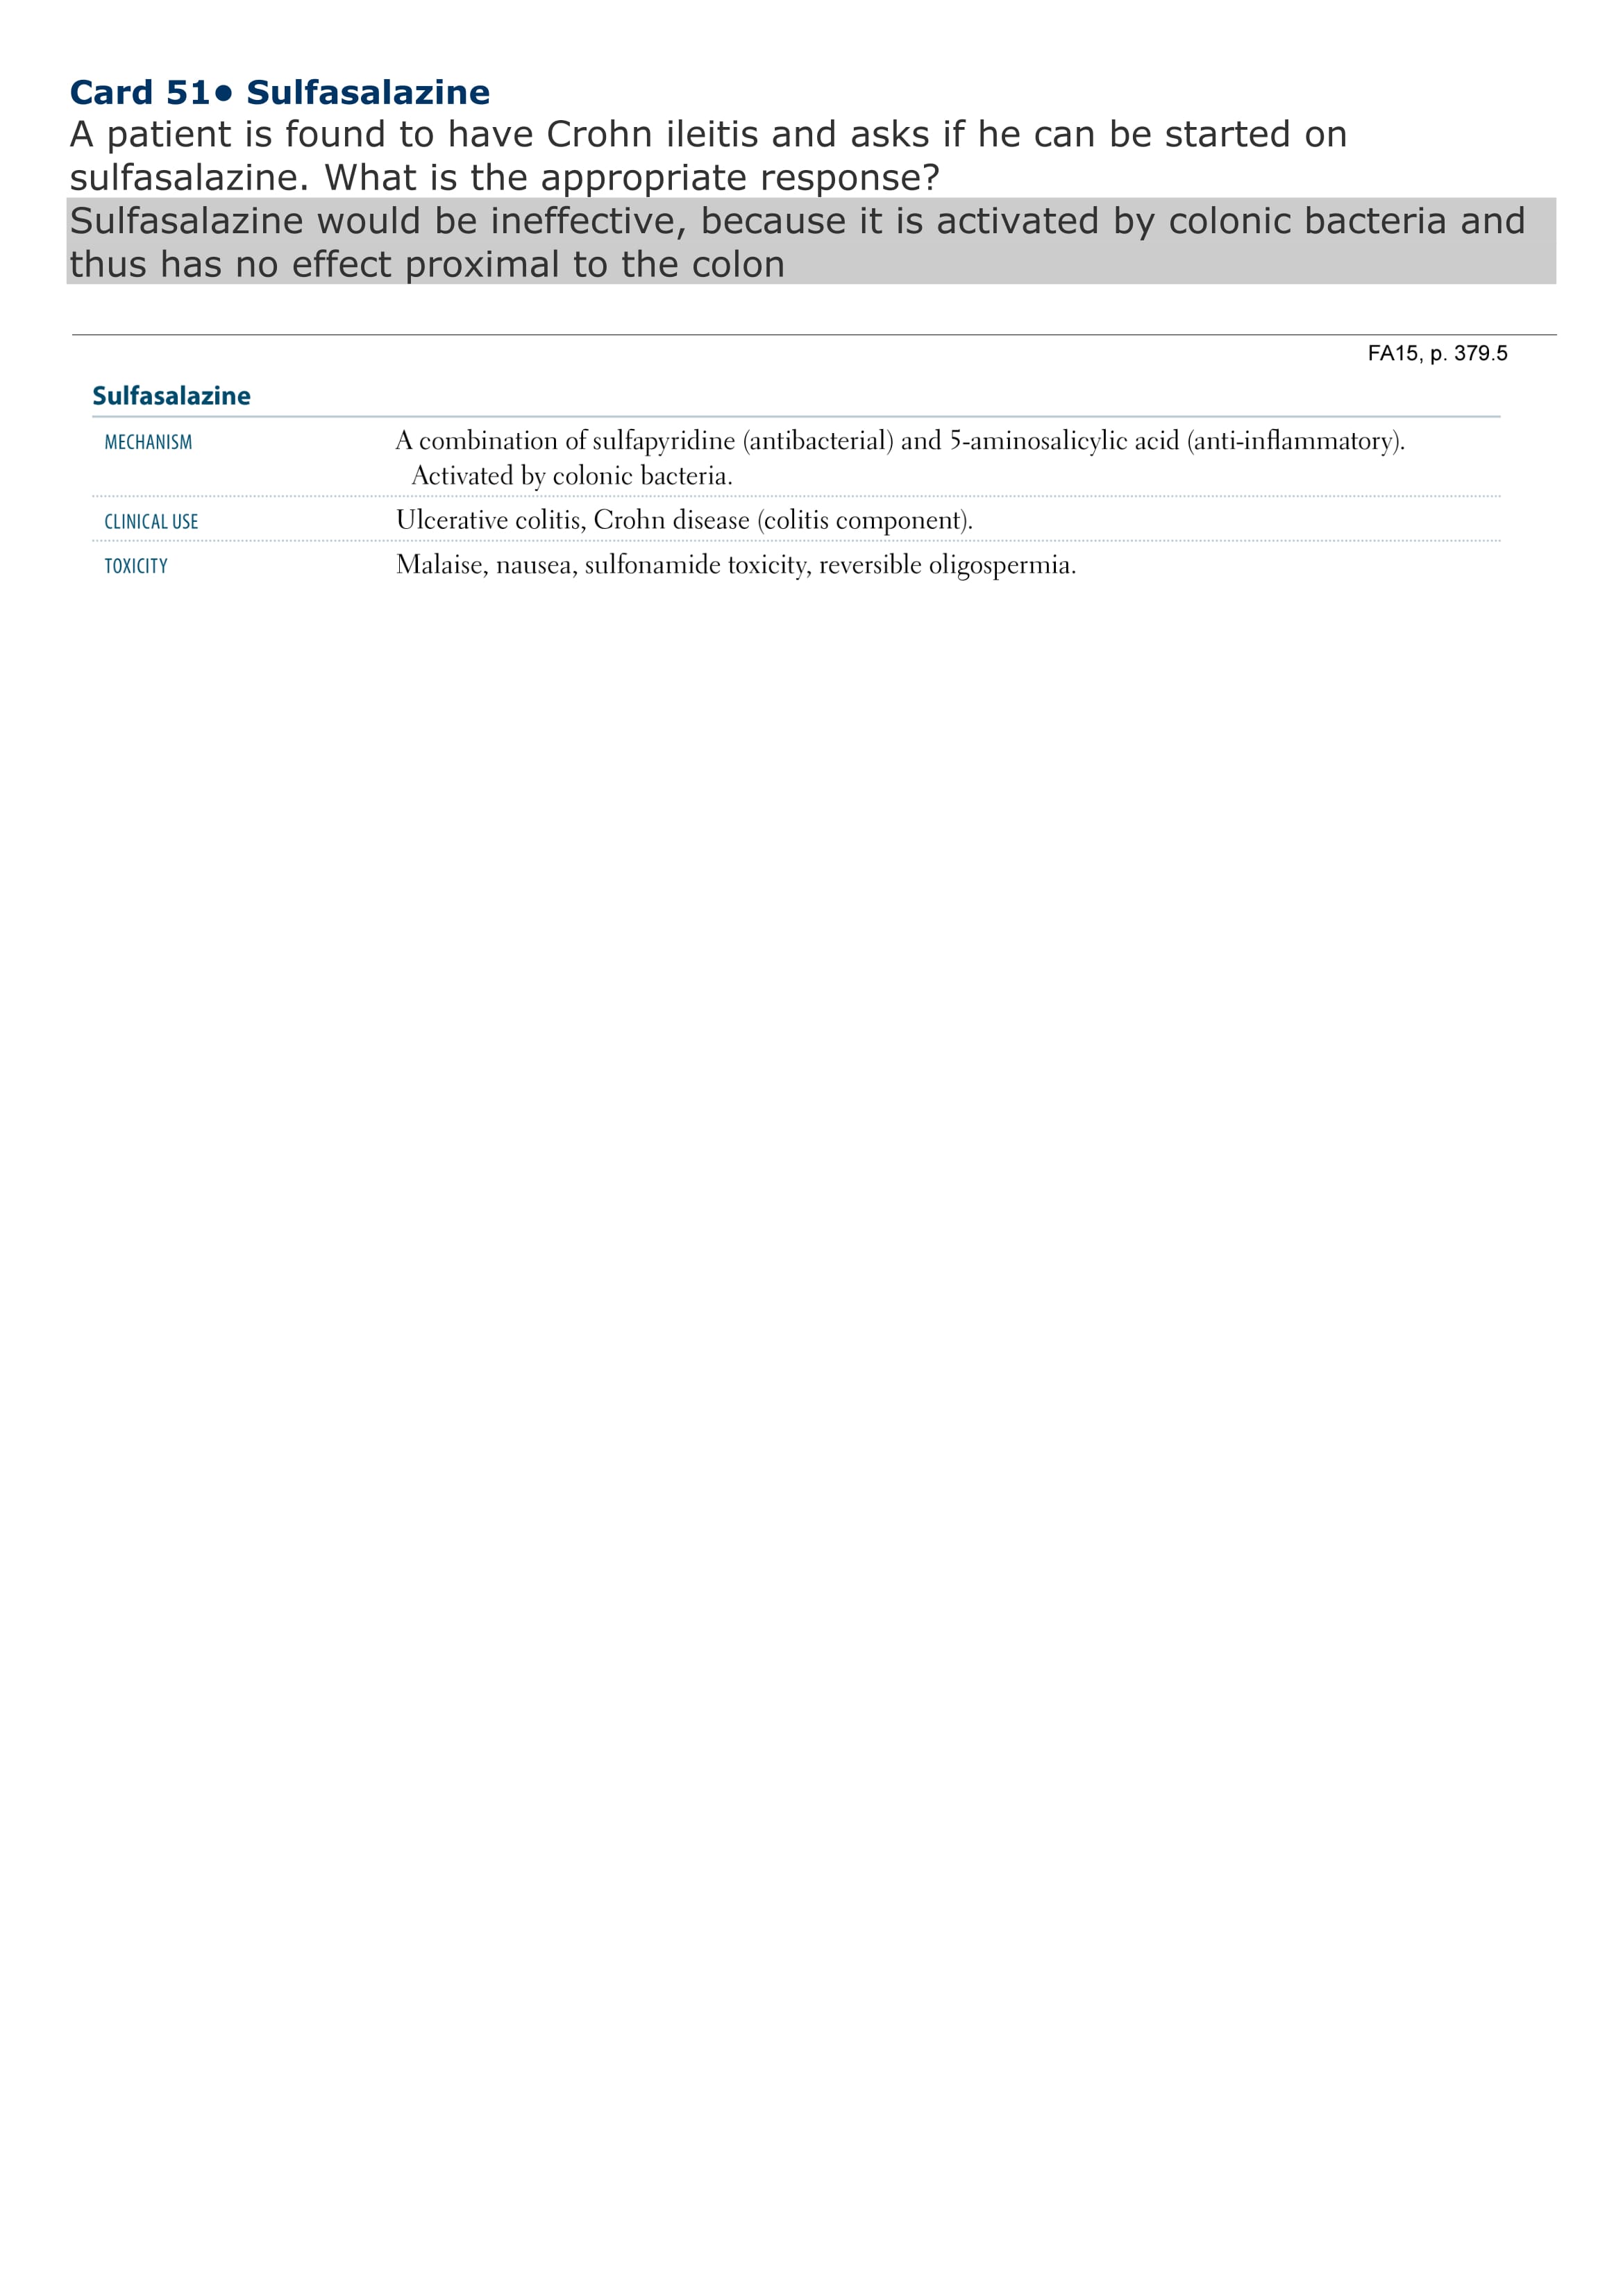 Card 51● Sulfasalazine
A patient is found to have Crohn ileitis and asks if he can be started on
sulfasalazine. What is the appropriate response?
Sulfasalazine would be ineffective, because it is activated by colonic bacteria and
thus has no effect proximal to the colon
FA15, p. 379.5
Sulfasalazine
MECHANISM A combination of sulfapyridine (antibacterial) and 5-aminosalicylic acid (anti-inflammatory).
Activated by colonic bacteria.
CLINICAL USE Ulcerative colitis, Crohn disease (colitis component).
TOXICITY Malaise, nausea, sulfonamide toxicity, reversible oligospermia.